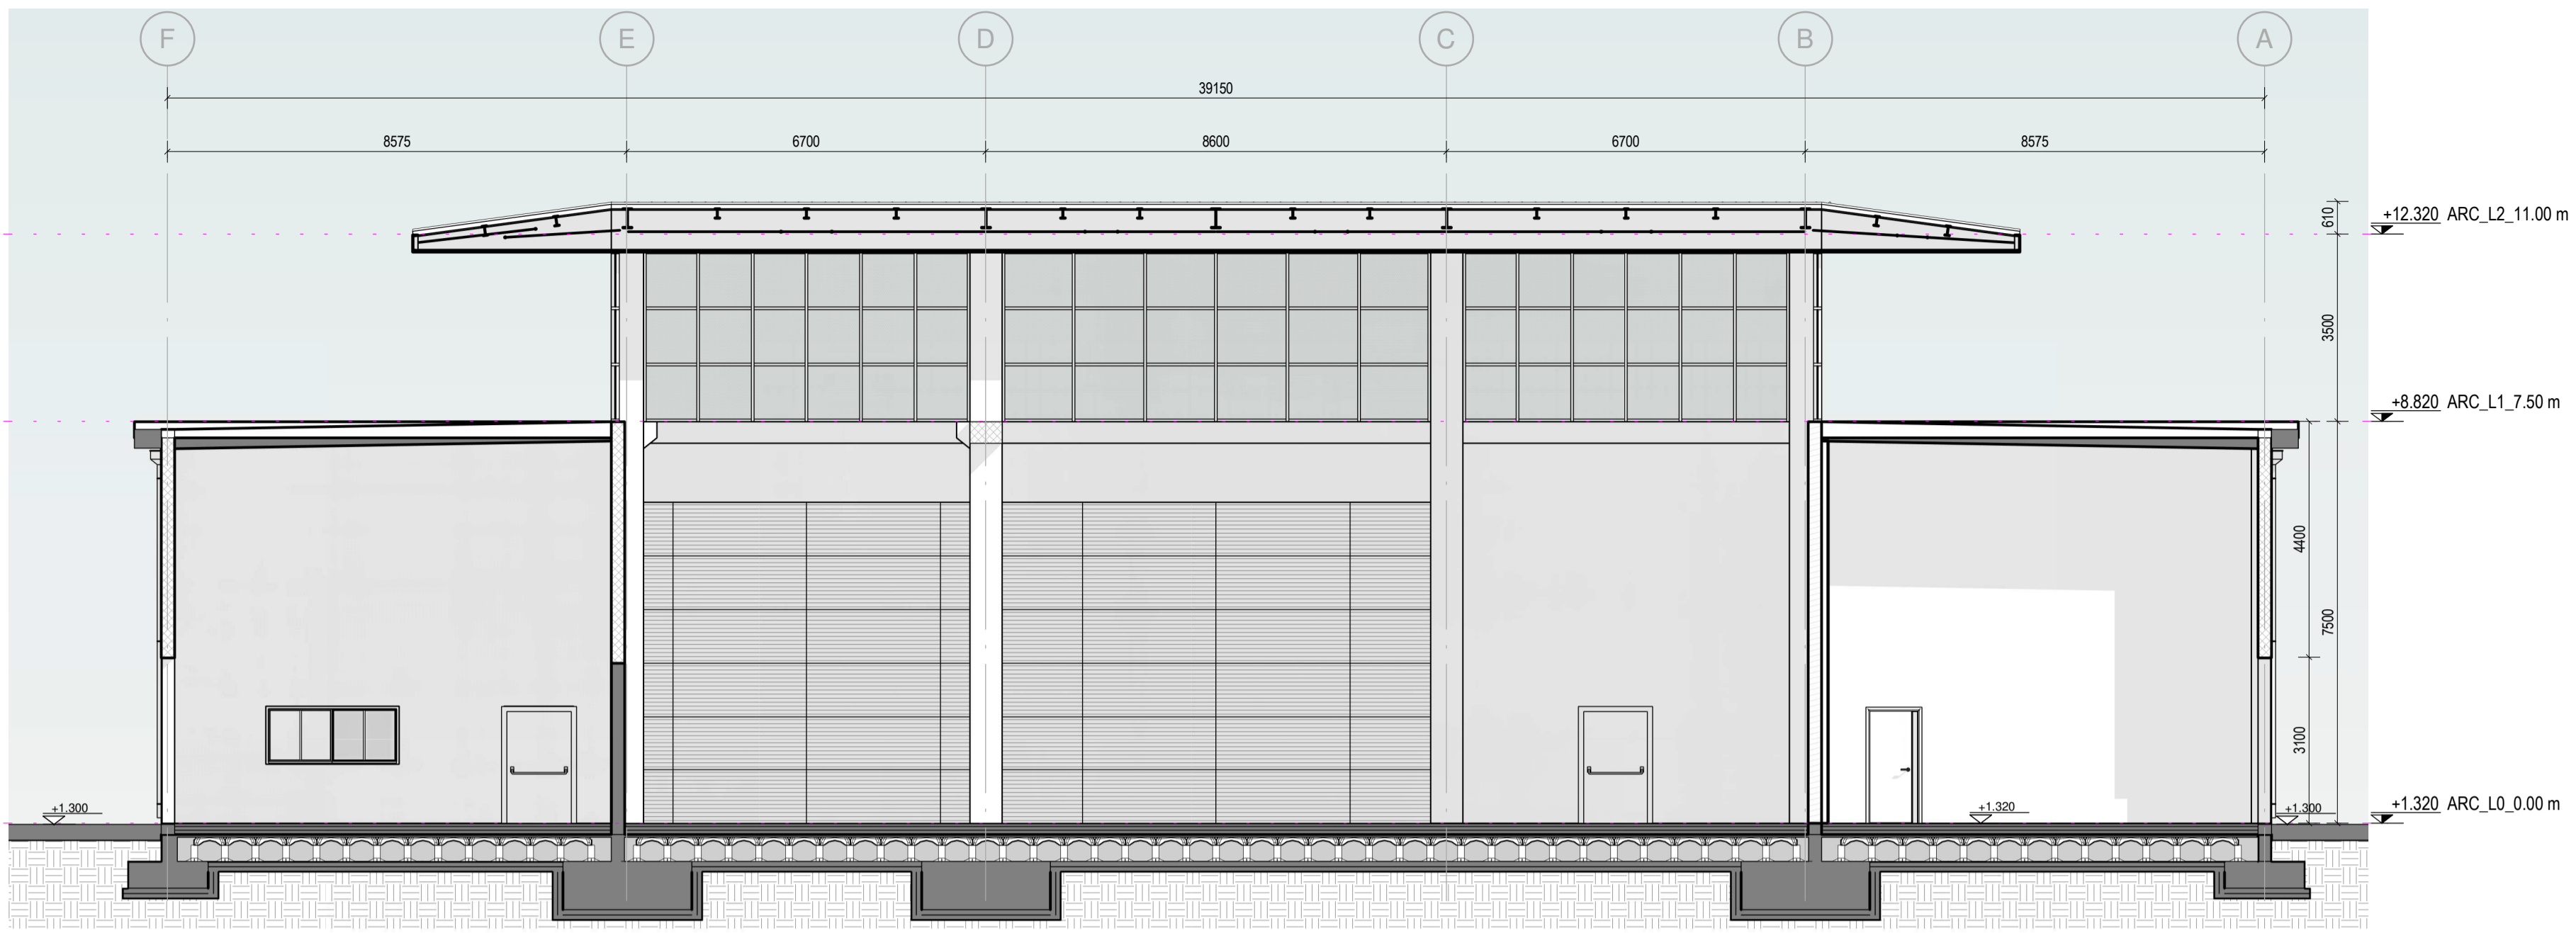 F E D C B A
39150
8575 6700 8600 6700 8575
610
+12.320 ARC_L2_11.00 m
3500
+8.820 ARC_L1_7.50 m
4400
7500
3100
+1.300 +1.320 +1.300
+1.320 ARC_L0_0.00 m